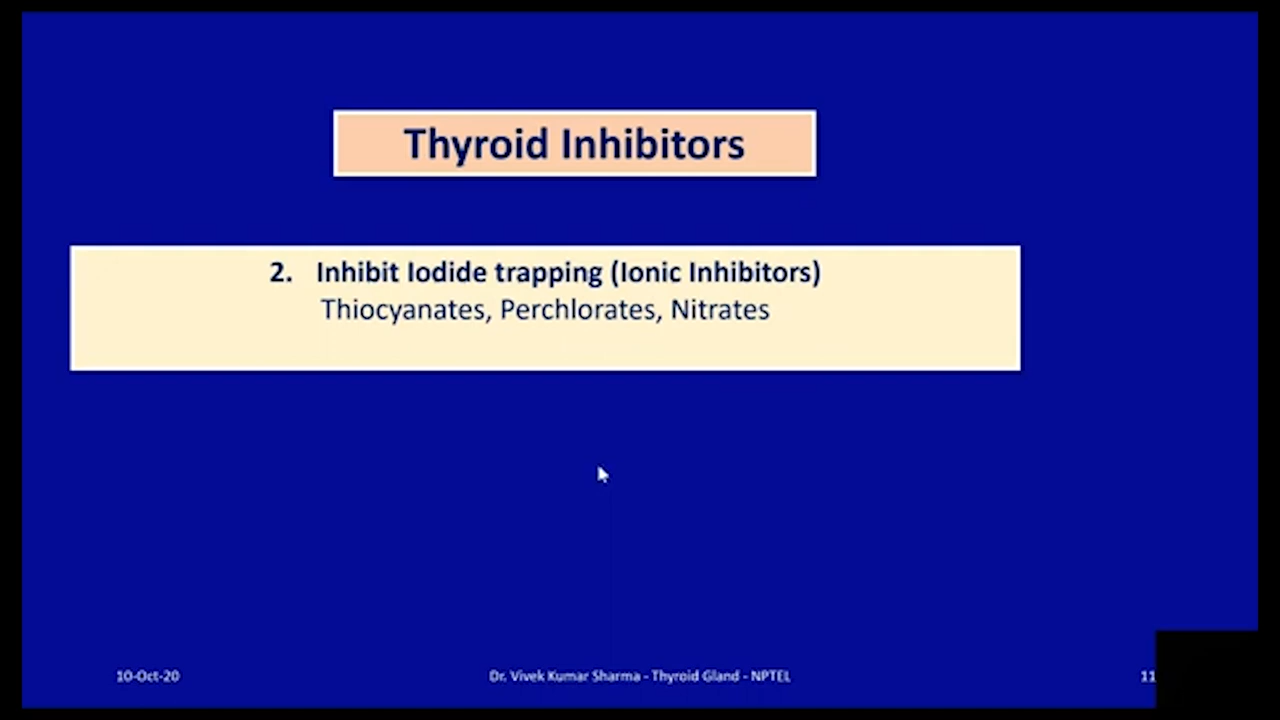 Thyroid Inhibitors
2. Inhibit Iodide trapping (Ionic Inhibitors)
Thiocyanates, Perchlorates, Nitrates
10-Oct-20
Dr. Vivek Kumar Sharma - Thyroid Gland - NPTEL
11